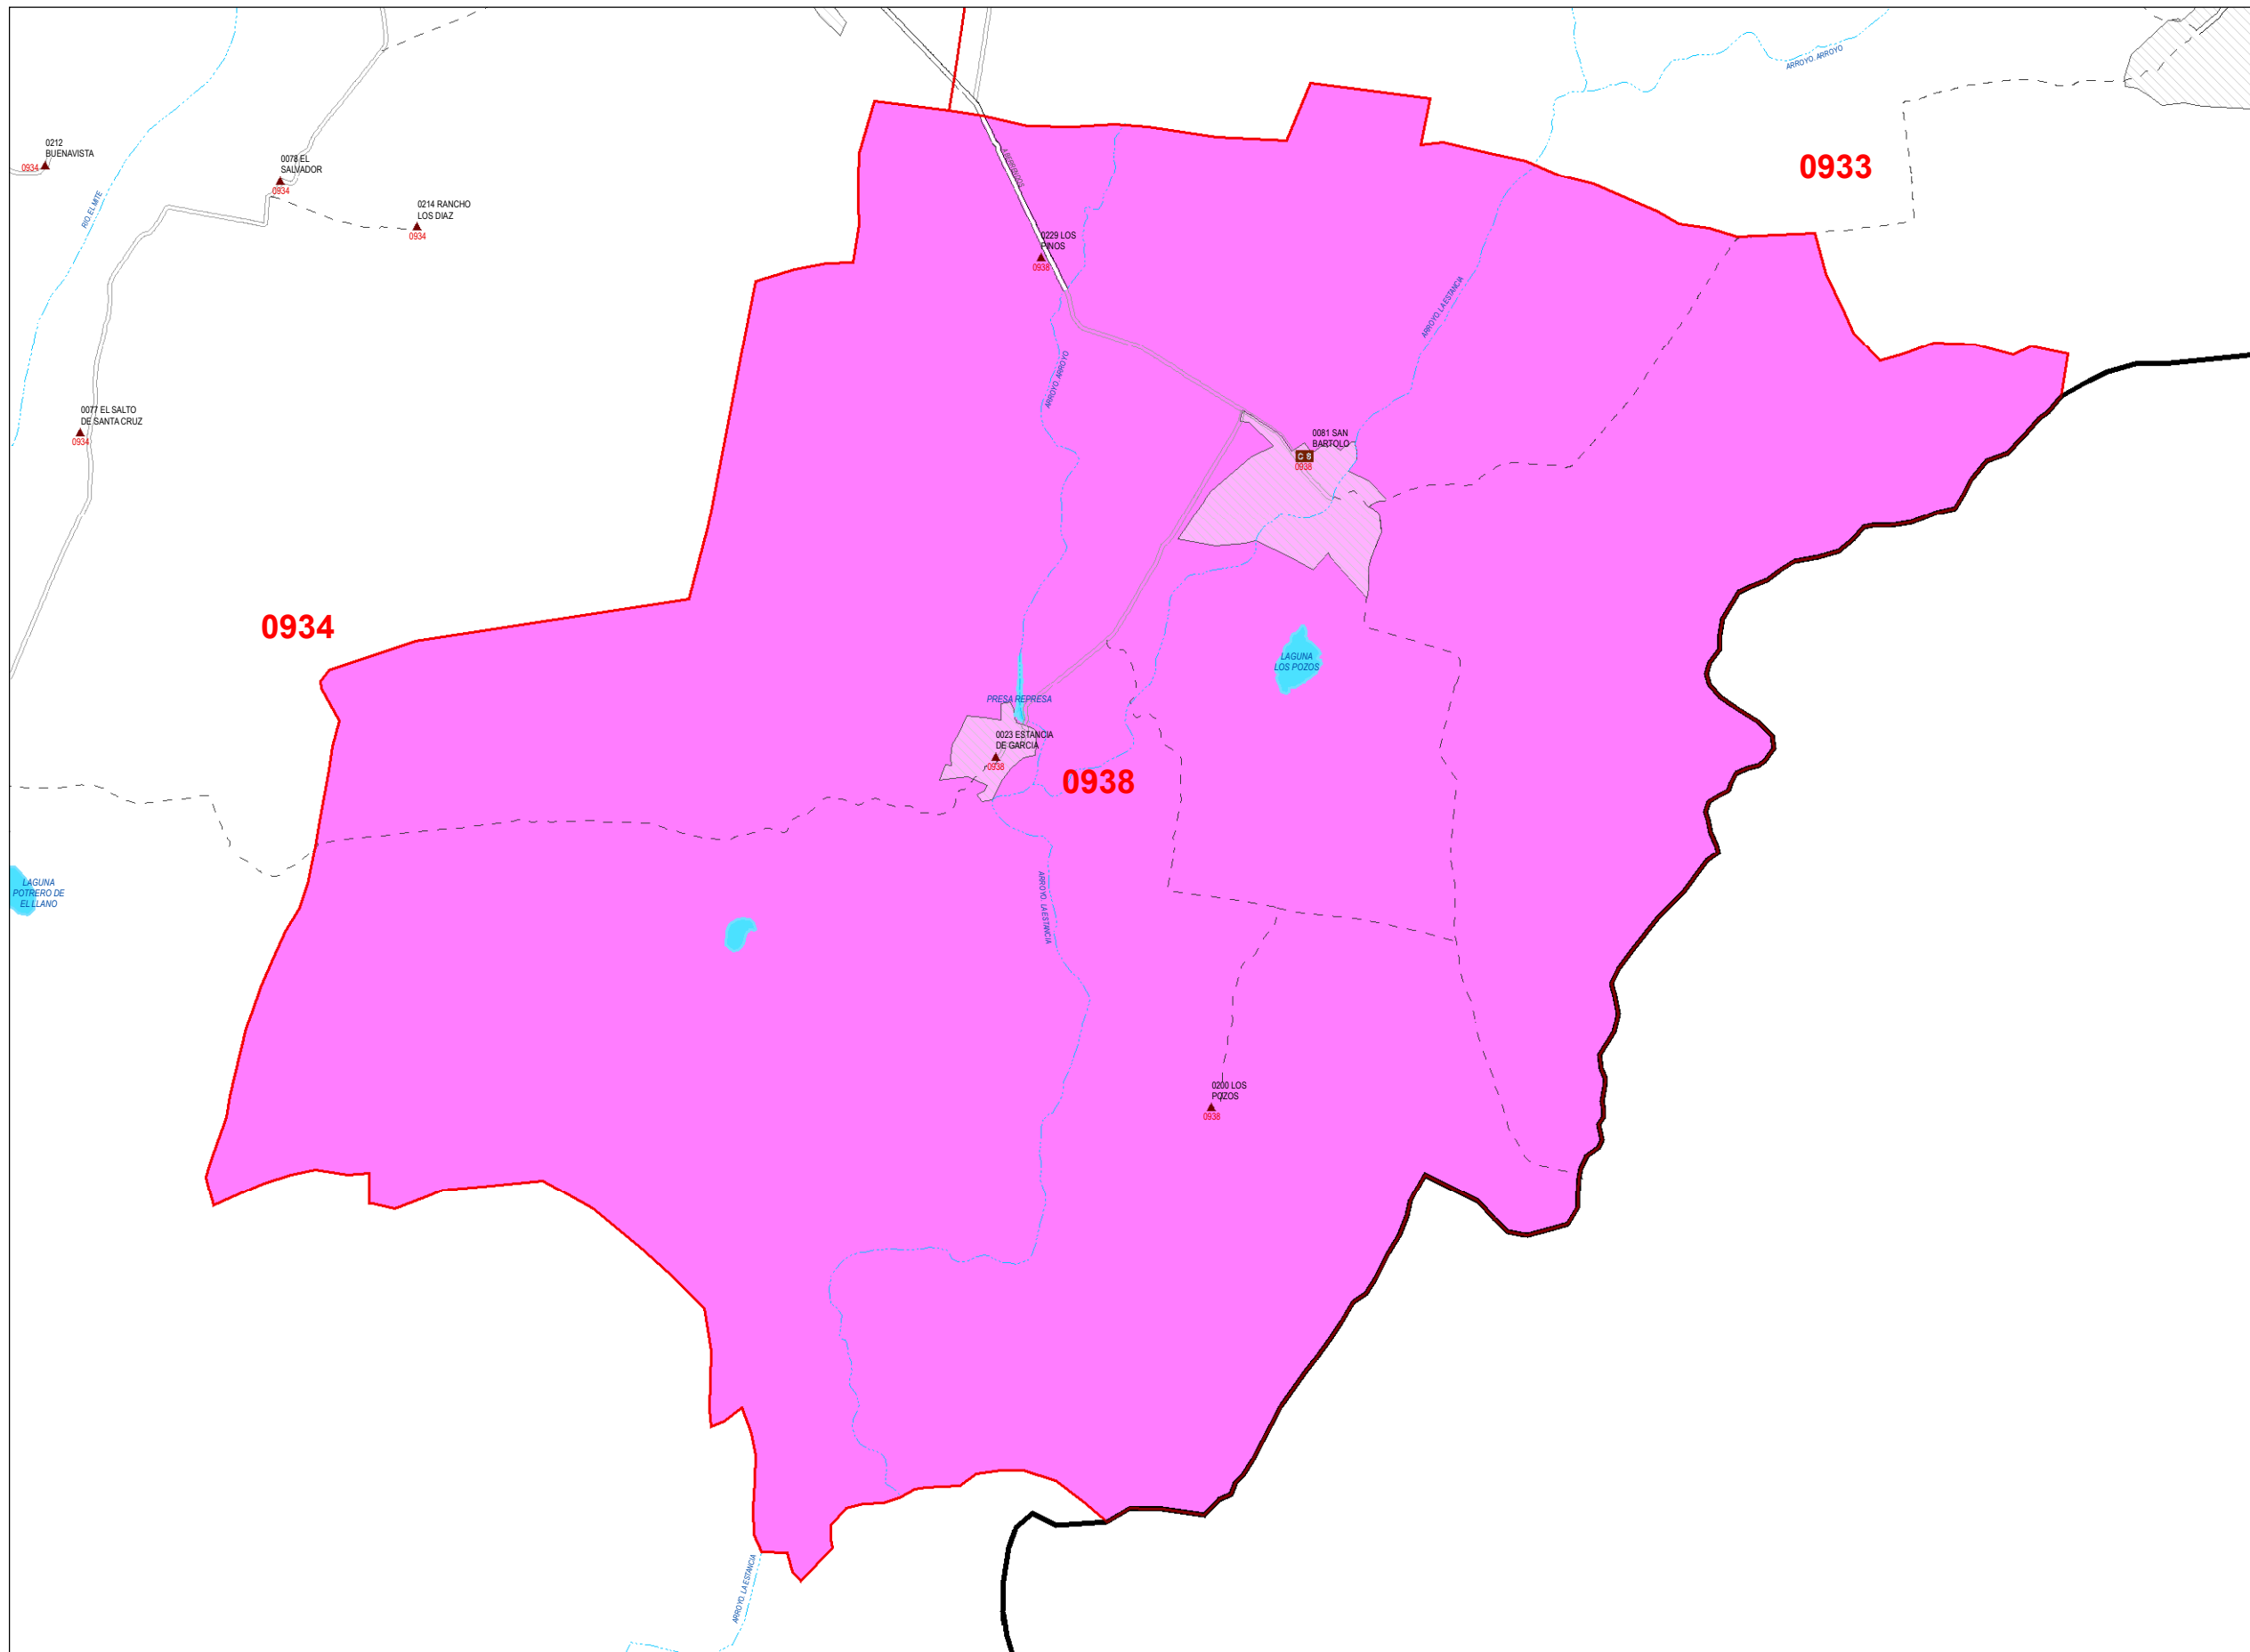 ARROYO. ARROYO
0212
BUENAVISTA
0934
0078 EL
SALVADOR
0934
0933
ABERRINDOS
RIO. EL MITE
0214 RANCHO
LOS DIAZ
0934
0229 LOS
PINOS
0938
ARROYO. LA ESTANCIA
ARROYO. ARROYO
0077 EL SALTO
DE SANTA CRUZ
0934
0081 SAN
BARTOLO
C S
0938
0934
LAGUNA
LOS POZOS
PRESA REPRESA
0023 ESTANCIA
DE GARCIA
0938
0938
LAGUNA
POTRERO DE
EL LLANO
ARROYO. LA ESTANCIA
0200 LOS
POZOS
0938
ARROYO. LA ESTANCIA